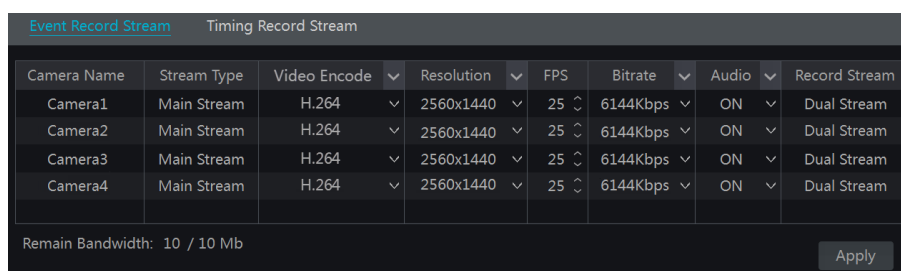 Event Record Stream Timing Record Stream
Camera Name Stream Type Video Encode Resolution FPS Bitrate Audio Record Stream
Camera1 Main Stream H.264 2560x1440 25 6144Kbps ON Dual Stream
Camera2 Main Stream H.264 2560x1440 25 6144Kbps ON Dual Stream
Camera3 Main Stream H.264 2560x1440 25 6144Kbps ON Dual Stream
Camera4 Main Stream H.264 2560x1440 25 6144Kbps ON Dual Stream
Remain Bandwidth: 10 / 10 Mb
Apply